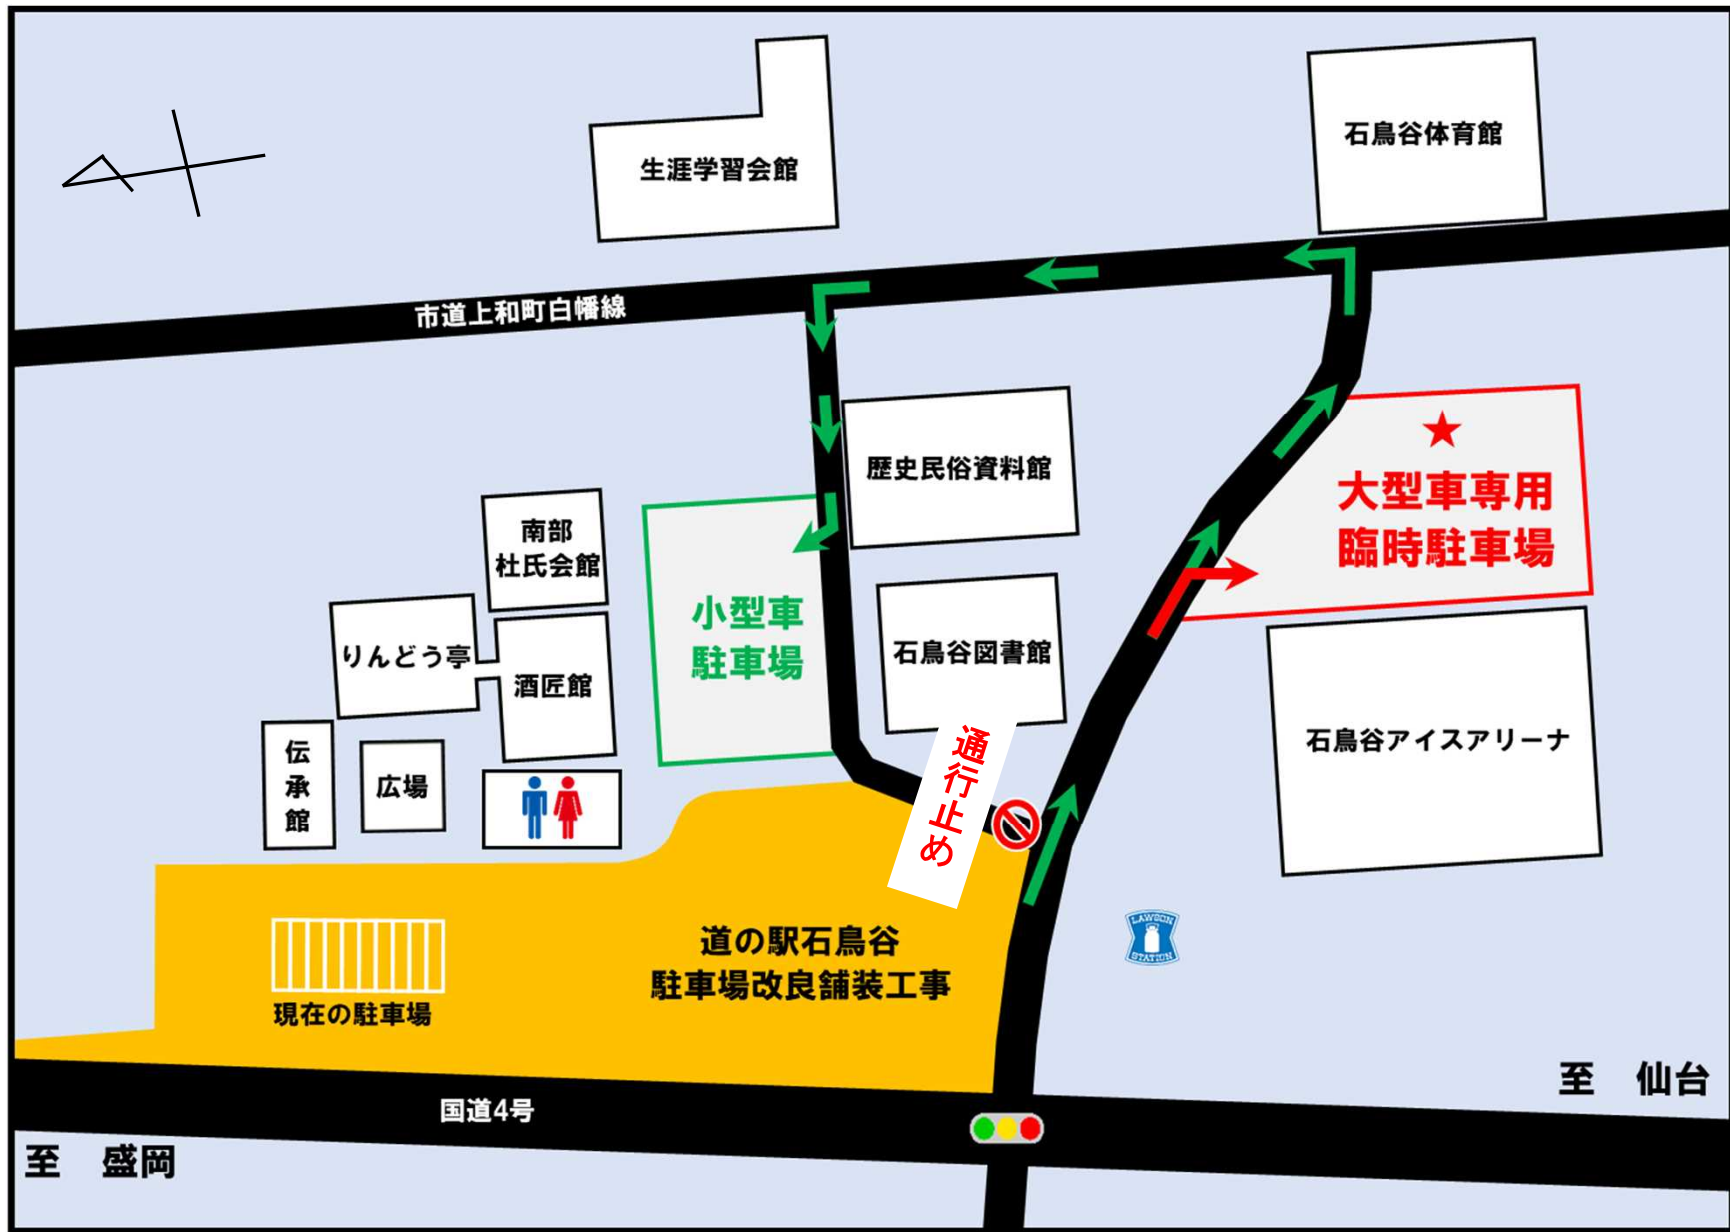 生涯学習会館
石鳥谷体育館
市道上和町白幡線
歴史民俗資料館
大型車専用
臨時駐車場
南部
杜氏会館
小型車
駐車場
りんどう亭
酒匠館
石鳥谷図書館
石鳥谷アイスアリーナ
伝承館
広場
通行止め
LAWSON
STATION
道の駅石鳥谷
駐車場改良舗装工事
現在の駐車場
至　仙台
国道4号
至　盛岡